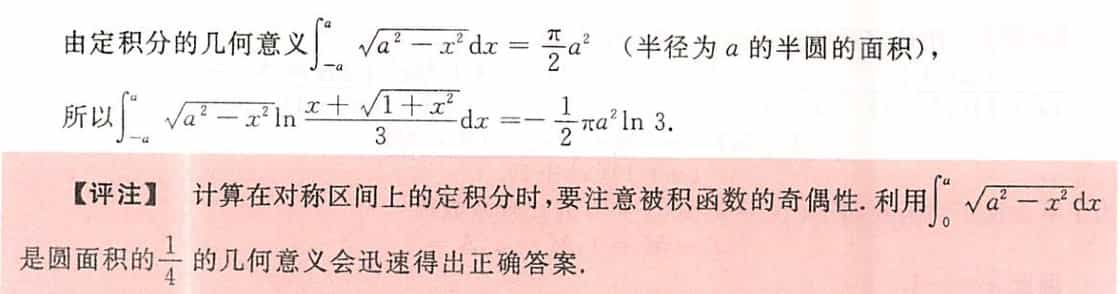 由定积分的几何意义$\int_{-a}^{a} \sqrt{a^2-x^2}\mathrm{d}x = \frac{\pi}{2}a^2$ （半径为 a 的半圆的面积），
所以$\int_{-a}^{a} \sqrt{a^2-x^2}\ln\frac{x+\sqrt{1+x^2}}{3}\mathrm{d}x = -\frac{1}{2}\pi a^2 \ln 3$.
【评注】 计算在对称区间上的定积分时,要注意被积函数的奇偶性. 利用$\int_{0}^{a} \sqrt{a^2-x^2}\mathrm{d}x$
是圆面积的$\frac{1}{4}$的几何意义会迅速得出正确答案.